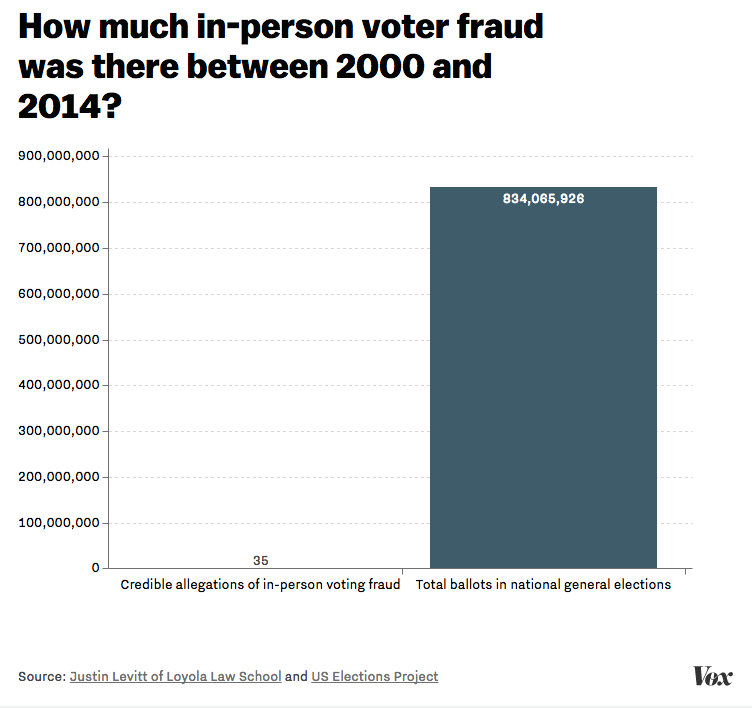 How much in-person voter fraud
was there between 2000 and
2014?
900,000,000
800,000,000
700,000,000
600,000,000
500,000,000
400,000,000
300,000,000
200,000,000
100,000,000
0
834,065,926
35
Credible allegations of in-person voting fraud
Total ballots in national general elections
Source: Justin Levitt of Loyola Law School and US Elections Project
Vox